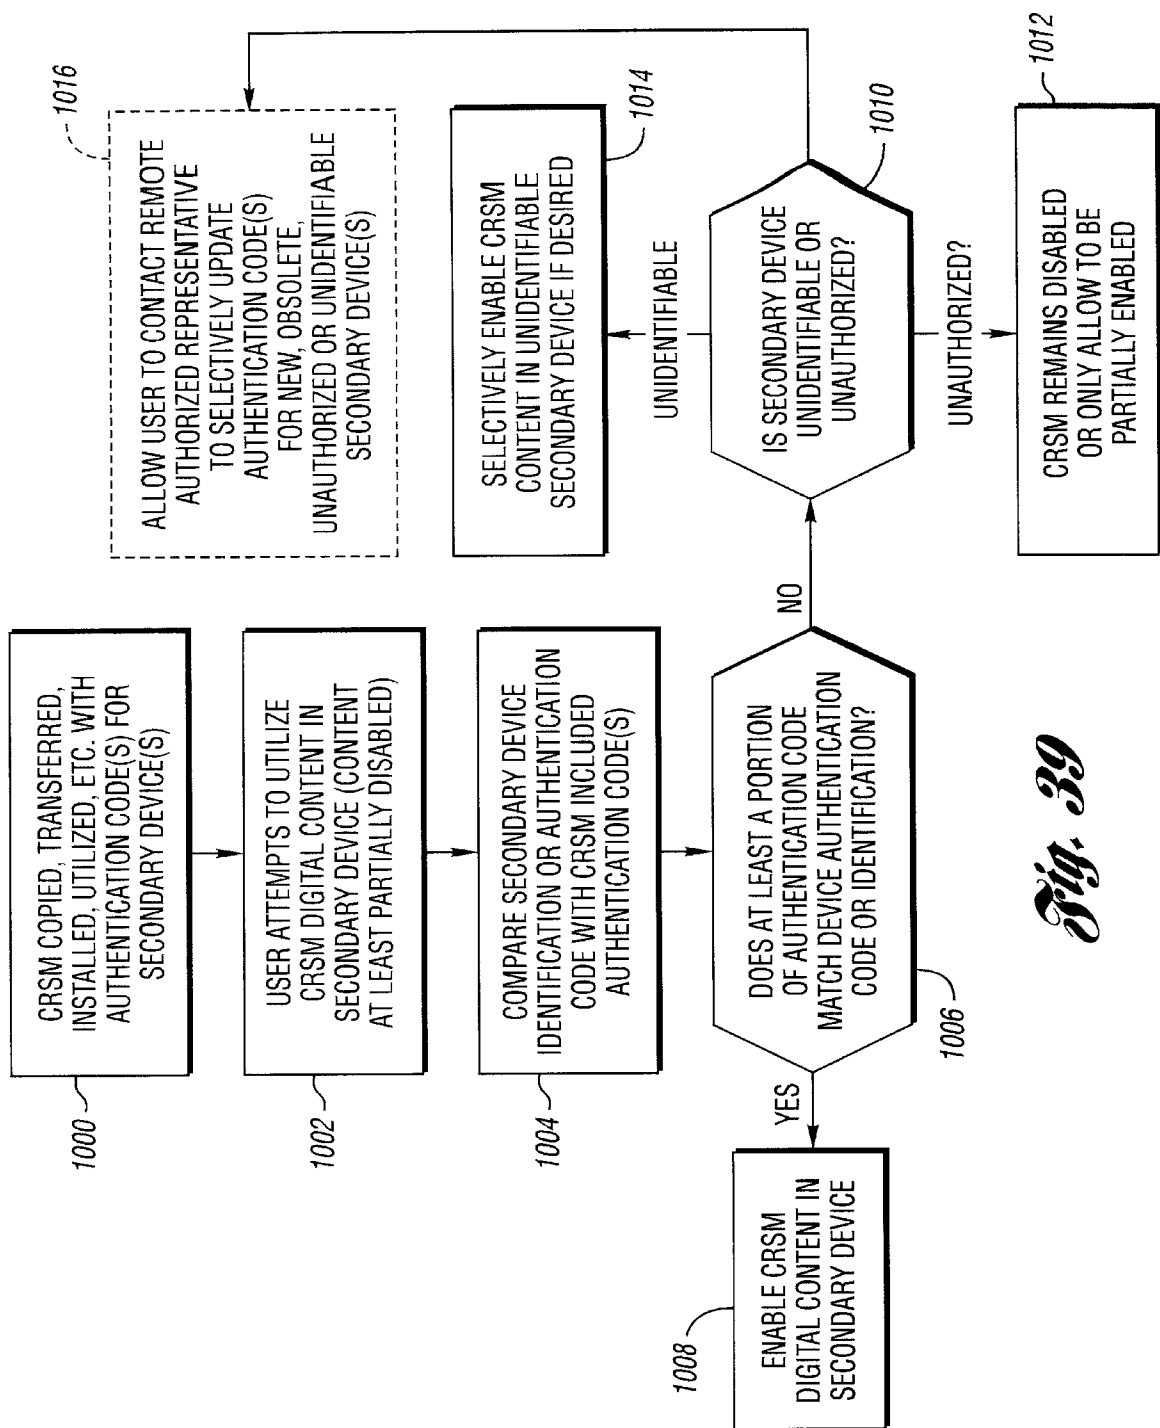 1000
CRSM COPIED, TRANSFERRED,
INSTALLED, UTILIZED, ETC. WITH
AUTHENTICATION CODE(S) FOR
SECONDARY DEVICE(S)
1002
USER ATTEMPTS TO UTILIZE
CRSM DIGITAL CONTENT IN
SECONDARY DEVICE (CONTENT
AT LEAST PARTIALLY DISABLED)
1004
COMPARE SECONDARY DEVICE
IDENTIFICATION OR AUTHENTICATION
CODE WITH CRSM INCLUDED
AUTHENTICATION CODE(S)
DOES AT LEAST A PORTION
OF AUTHENTICATION CODE
MATCH DEVICE AUTHENTICATION
CODE OR IDENTIFICATION?
1006
YES
1008
ENABLE CRSM
DIGITAL CONTENT IN
SECONDARY DEVICE
NO
IS SECONDARY DEVICE
UNIDENTIFIABLE OR
UNAUTHORIZED?
1010
UNIDENTIFIABLE
SELECTIVELY ENABLE CRSM
CONTENT IN UNIDENTIFIABLE
SECONDARY DEVICE IF DESIRED
1014
UNAUTHORIZED?
CRSM REMAINS DISABLED
OR ONLY ALLOW TO BE
PARTIALLY ENABLED
1012
ALLOW USER TO CONTACT REMOTE
AUTHORIZED REPRESENTATIVE
TO SELECTIVELY UPDATE
AUTHENTICATION CODE(S)
FOR NEW, OBSOLETE,
UNAUTHORIZED OR UNIDENTIFIABLE
SECONDARY DEVICE(S)
1016
Fig. 39